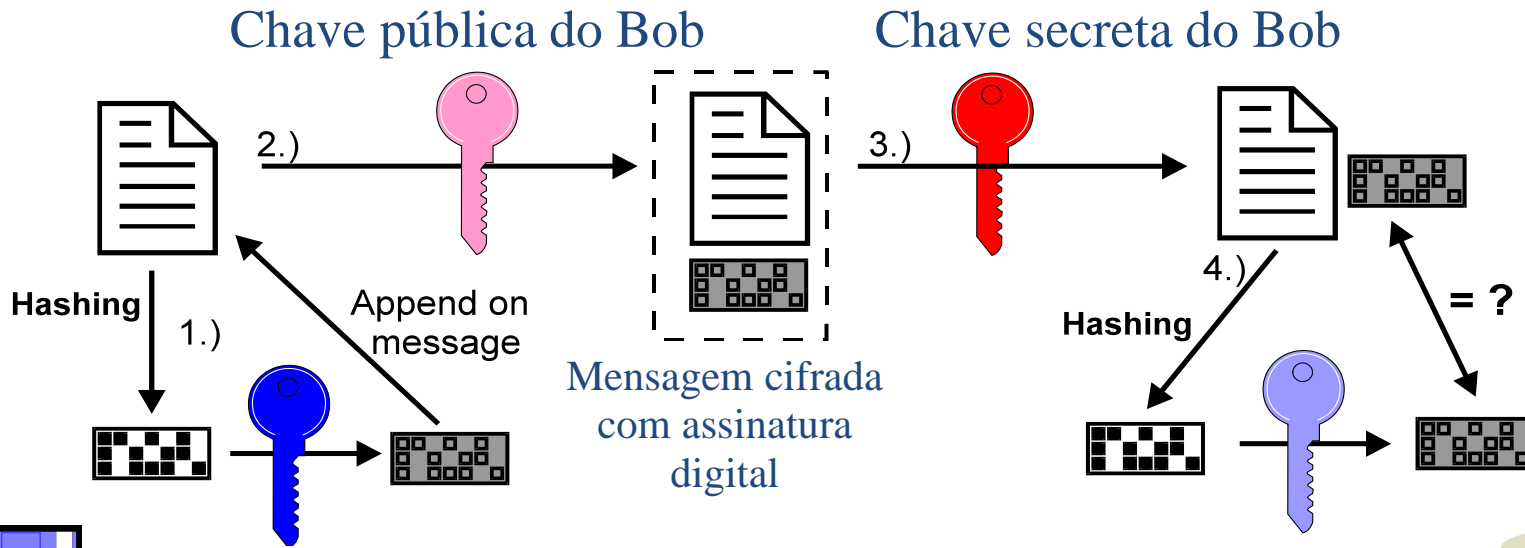 Chave pública do Bob
Chave secreta do Bob
2.)
3.)
Hashing
1.)
Append on
message
Mensagem cifrada
com assinatura
digital
4.)
Hashing
= ?